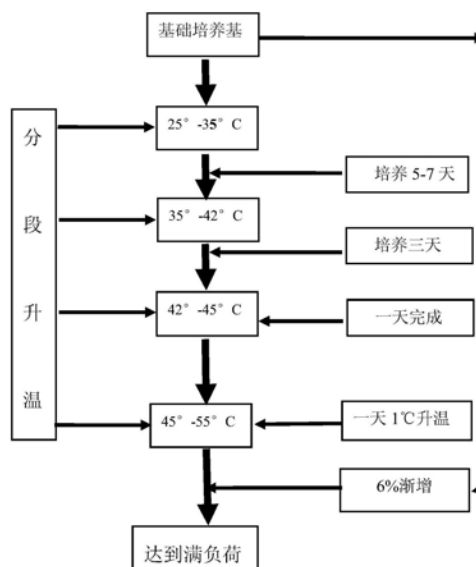 基础培养基
分
段
升
温
25°-35°C
培养 5-7 天
35°-42°C
培养三天
42°-45°C
一天完成
45°-55°C
一天 1℃升温
6%渐增
达到满负荷